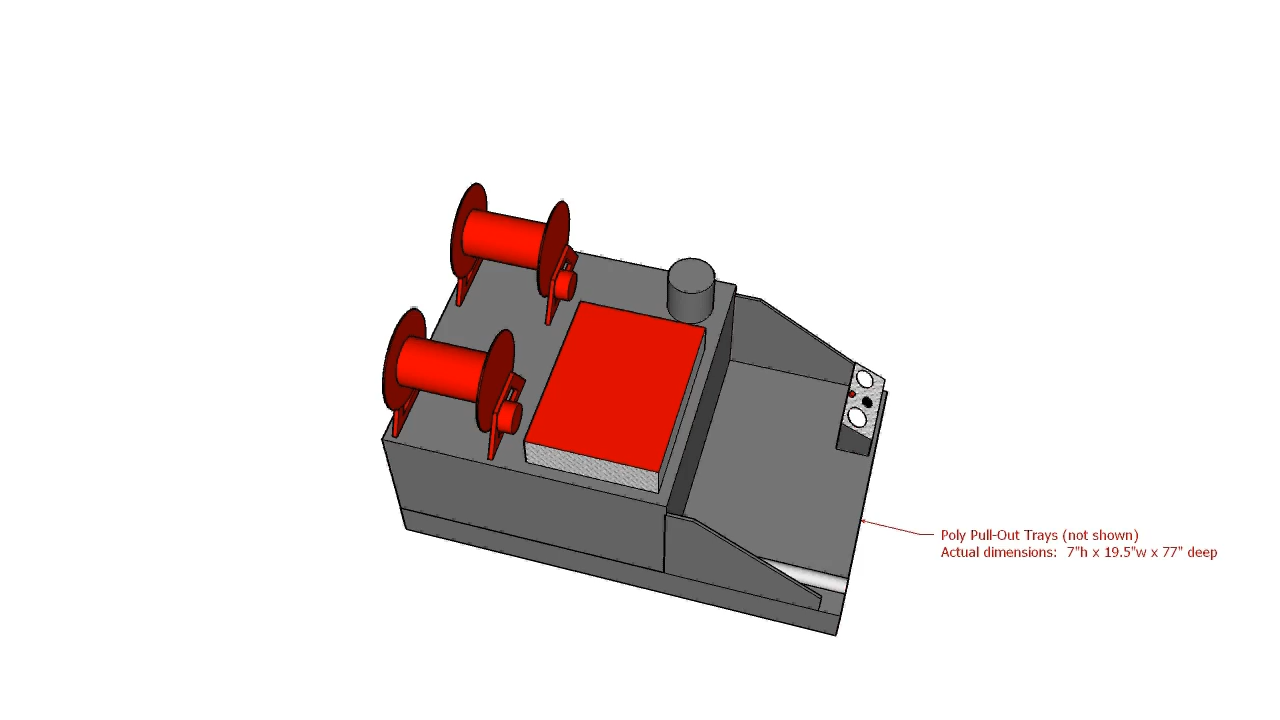 Poly Pull-Out Trays (not shown)
Actual dimensions:  7"h x 19.5"w x 77" deep